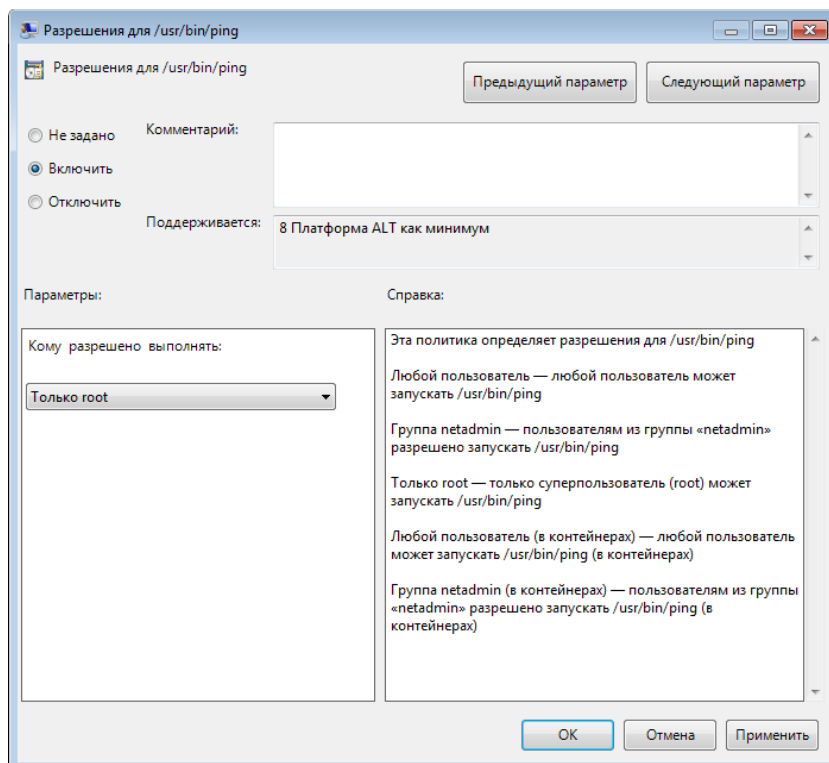 Разрешения для /usr/bin/ping
Разрешения для /usr/bin/ping
Предыдущий параметр
Следующий параметр
Не задано
Включить
Отключить
Комментарий:
Поддерживается:
8 Платформа ALT как минимум
Параметры:
Справка:
Кому разрешено выполнять:
Только root
Эта политика определяет разрешения для /usr/bin/ping
Любой пользователь — любой пользователь может
запускать /usr/bin/ping
Группа netadmin — пользователям из группы «netadmin»
разрешено запускать /usr/bin/ping
Только root — только суперпользователь (root) может
запускать /usr/bin/ping
Любой пользователь (в контейнерах) — любой пользователь
может запускать /usr/bin/ping (в контейнерах)
Группа netadmin (в контейнерах) — пользователям из группы
«netadmin» разрешено запускать /usr/bin/ping (в
контейнерах)
ОК
Отмена
Применить